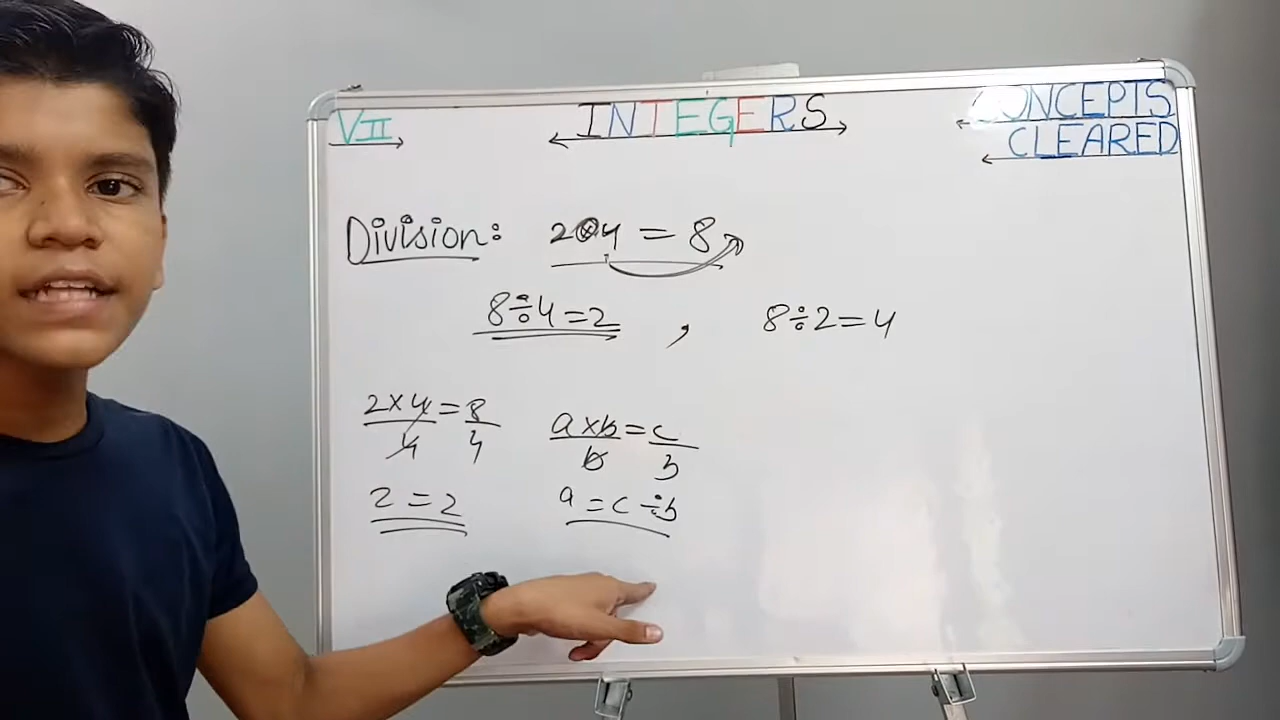 VII
INTEGERS
CONCEPTS
CLEARED
Division: 2×4 = 8
8÷4=2 , 8÷2=4
2×4/4 = 8/4
2 = 2
a×b/b = c/b
a = c÷b